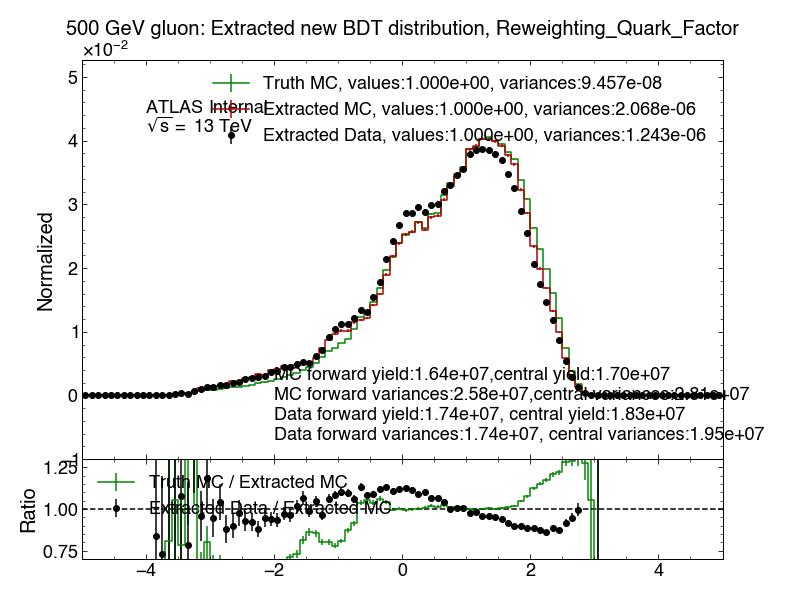 500 GeV gluon: Extracted new BDT distribution, Reweighting_Quark_Factor
×10−2
Truth MC, values:1.000e+00, variances:9.457e-08
ATLAS Internal
Extracted MC, values:1.000e+00, variances:2.068e-06
√s = 13 TeV
Extracted Data, values:1.000e+00, variances:1.243e-06
5
4
3
2
1
0
1
Normalized
MC forward yield:1.64e+07,central yield:1.70e+07
MC forward variances:2.58e+07,central variances:2.81e+07
Data forward yield:1.74e+07, central yield:1.83e+07
Data forward variances:1.74e+07, central variances:1.95e+07
1.25
1.00
0.75
Ratio
Truth MC / Extracted MC
Extracted Data / Extracted MC
−4 −2 0 2 4